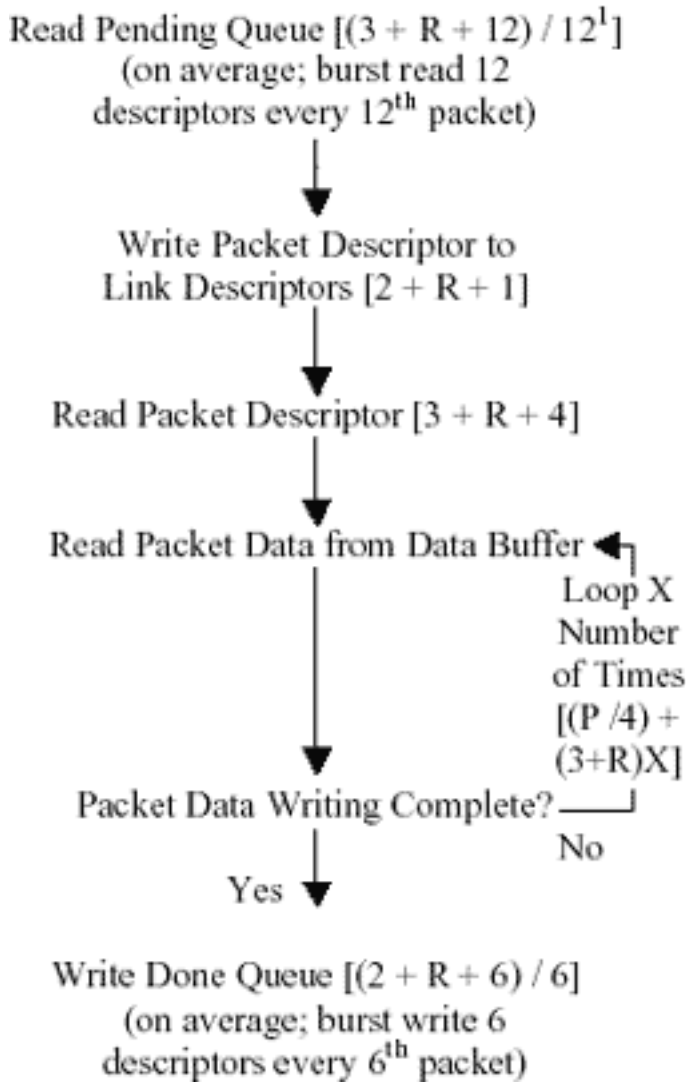 Read Pending Queue [(3 + R + 12) / 12¹]
(on average; burst read 12
descriptors every 12ᵗʰ packet)
Write Packet Descriptor to
Link Descriptors [2 + R + 1]
Read Packet Descriptor [3 + R + 4]
Read Packet Data from Data Buffer
Loop X
Number
of Times
[(P /4) +
(3+R)X]
Packet Data Writing Complete?
No
Yes
Write Done Queue [(2 + R + 6) / 6]
(on average; burst write 6
descriptors every 6ᵗʰ packet)